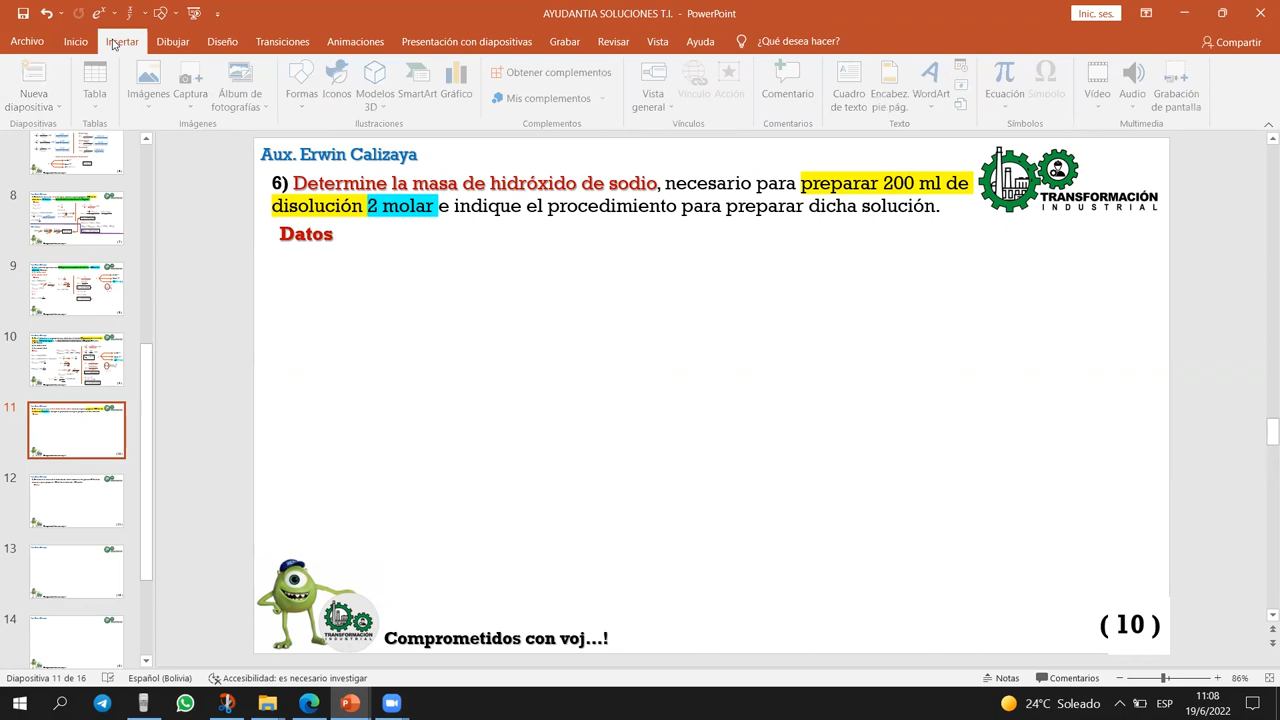 AYUDANTIA SOLUCIONES T.I. - PowerPoint
Inic. ses.
Archivo Inicio Insertar Dibujar Diseño Transiciones Animaciones Presentación con diapositivas Grabar Revisar Vista Ayuda ¿Qué desea hacer? Compartir
Nueva diapositiva
Tabla
Imágenes
Captura
Álbum de fotografías
Formas
Iconos
Modelos 3D
SmartArt
Gráfico
Obtener complementos
Mis complementos
Vista general
Vínculo
Acción
Comentario
Cuadro de texto
Encabez. pie pág.
WordArt
Ecuación
Símbolo
Vídeo
Audio
Grabación de pantalla
Diapositivas Tablas Imágenes Ilustraciones Complementos Vínculos Comentarios Texto Símbolos Multimedia
9
10
11
12
13
14
Aux. Erwin Calizaya
6) Determine la masa de hidróxido de sodio, necesario para preparar 200 ml de
disolución 2 molar e indique el procedimiento para preparar dicha solución.
Datos
TRANSFORMACIÓN
INDUSTRIAL
TRANSFORMACIÓN
INDUSTRIAL
Comprometidos con voj...!
( 10 )
Diapositiva 11 de 16 Español (Bolivia) Accesibilidad: es necesario investigar Notas Comentarios 86%
24°C Soleado ESP 11:08
19/6/2022